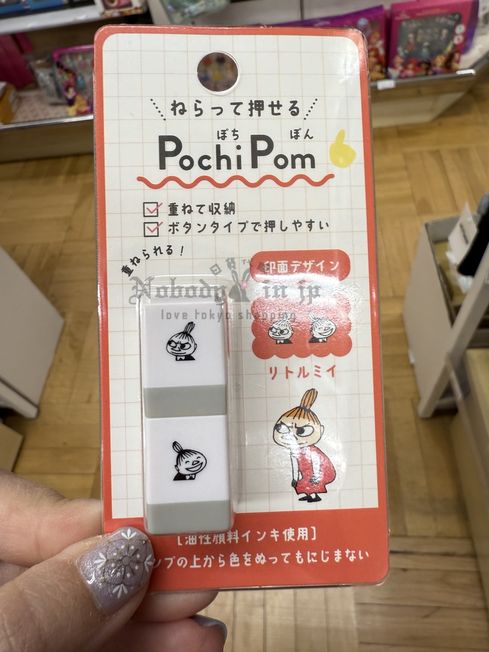 ねらって押せる
ぽち ぽん
PochiPom
重ねて収納
ボタンタイプで押しやすい
重ねられる!
印面デザイン
Nobody in jp
love tokyo shopping
リトルミイ
[油性顔料インキ使用]
ンプの上から色をぬってもにじまない